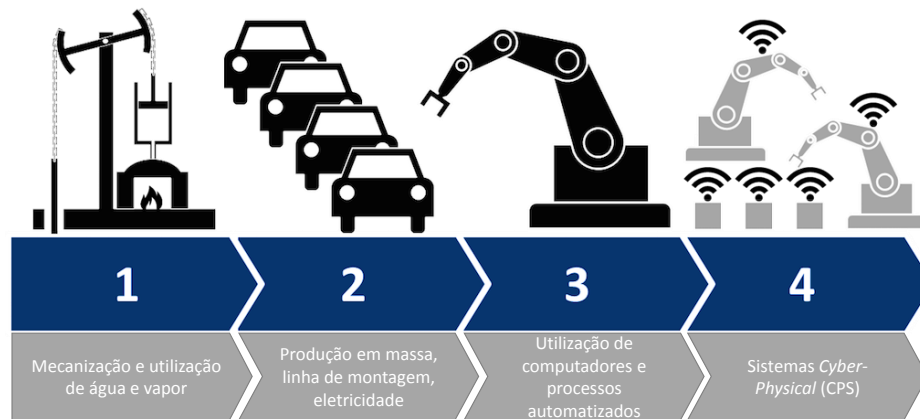 1
2
3
4
Mecanização e utilização
de água e vapor
Produção em massa,
linha de montagem,
eletricidade
Utilização de
computadores e
processos
automatizados
Sistemas Cyber-
Physical (CPS)